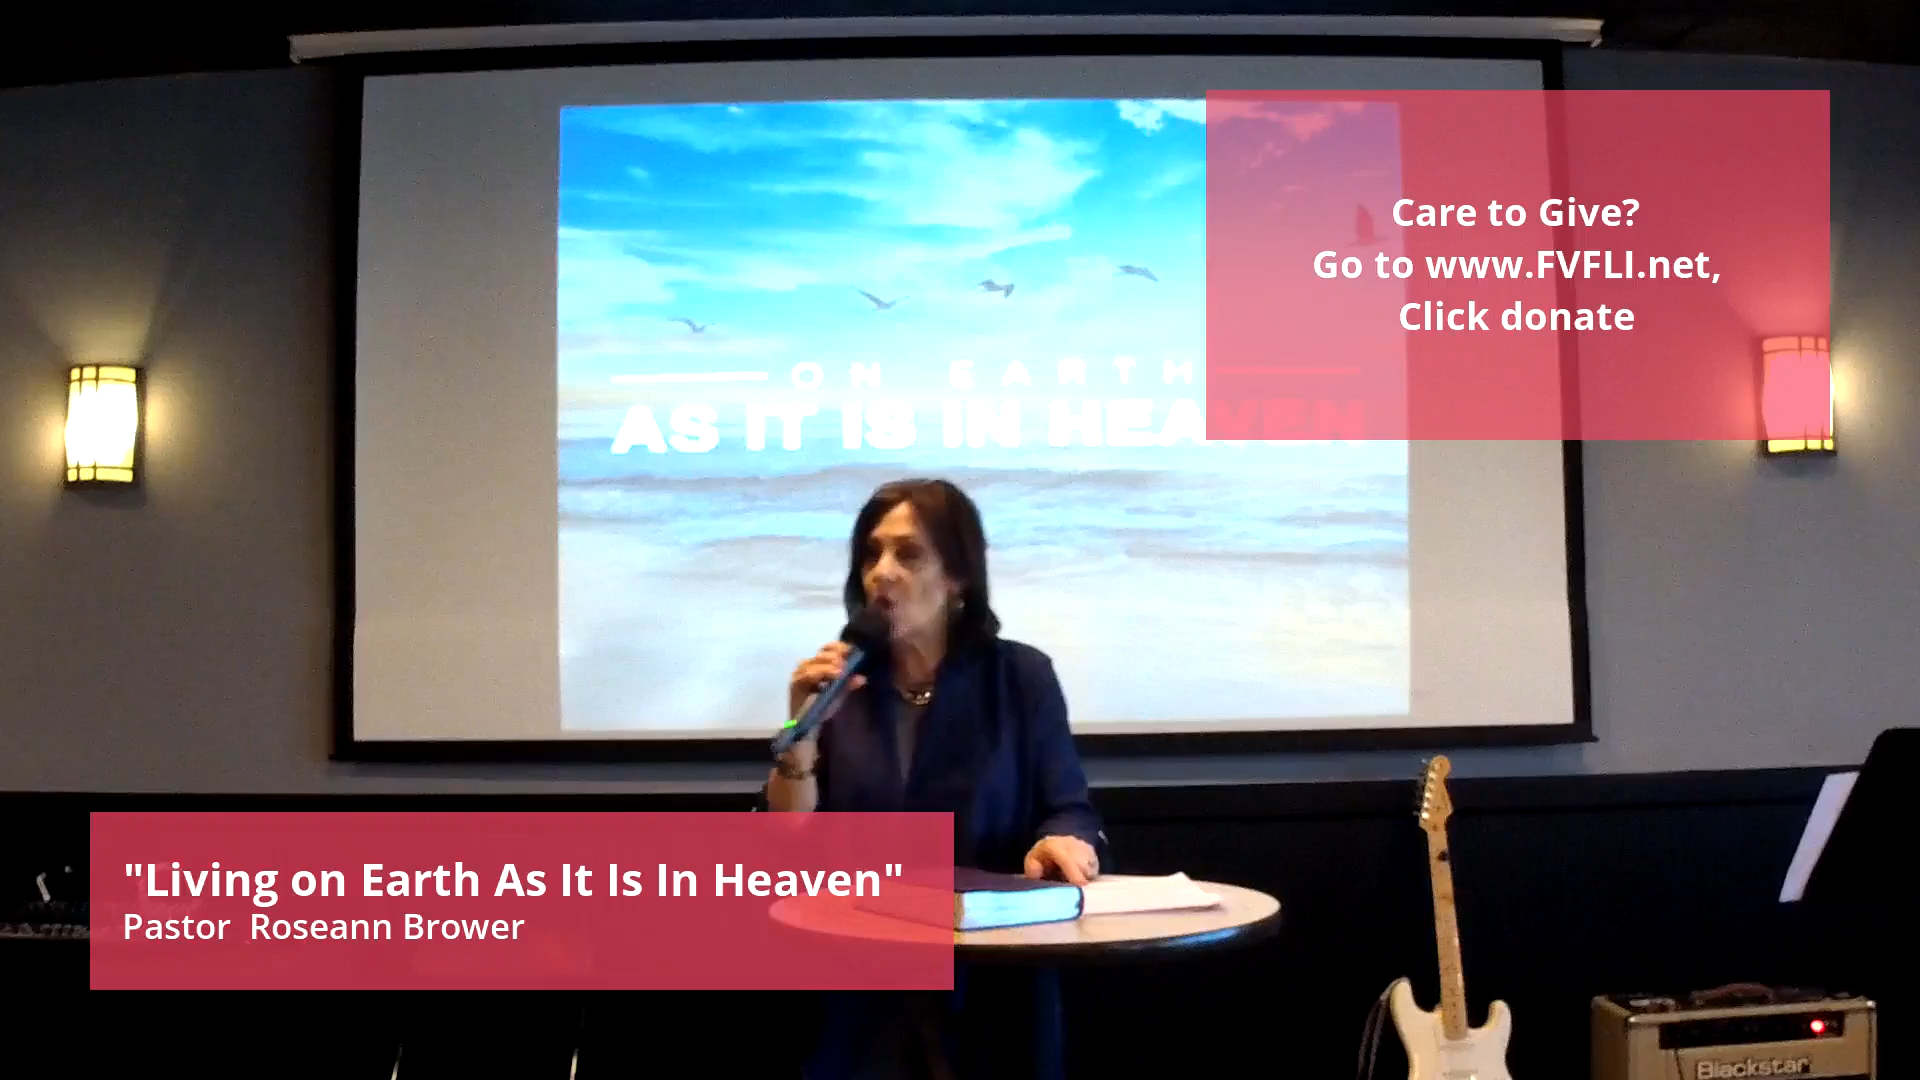 Care to Give?
Go to www.FVFLI.net,
Click donate
ON EARTH
AS IT IS IN HEAVEN
"Living on Earth As It Is In Heaven"
Pastor  Roseann Brower
Blackstar